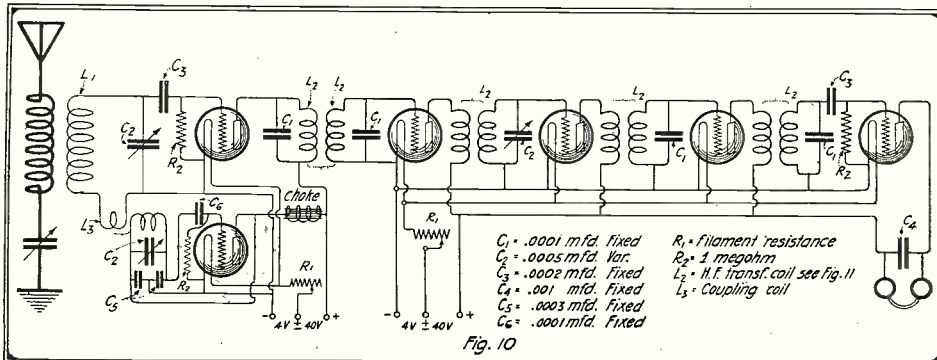 L₁
C₃
C₂
R₂
L₃
C₂
C₅
C₆
R₂
C₁
L₂
L₂
C₁
Choke
R₁
- 4V ± 40V +
L₂
C₂
R₁
- 4V ± 40V +
L₂
C₁
L₂
C₁
C₃
R₂
C₄
C₁ = .0001 mfd. Fixed
C₂ = .0005 mfd. Var.
C₃ = .0002 mfd. Fixed
C₄ = .001 mfd. Fixed
C₅ = .0003 mfd. Fixed
C₆ = .0001 mfd. Fixed
R₁ = Filament resistance
R₂ = 1 megohm
L₂ = H.F. transf. coil see Fig. 11
L₃ = Coupling coil
Fig. 10